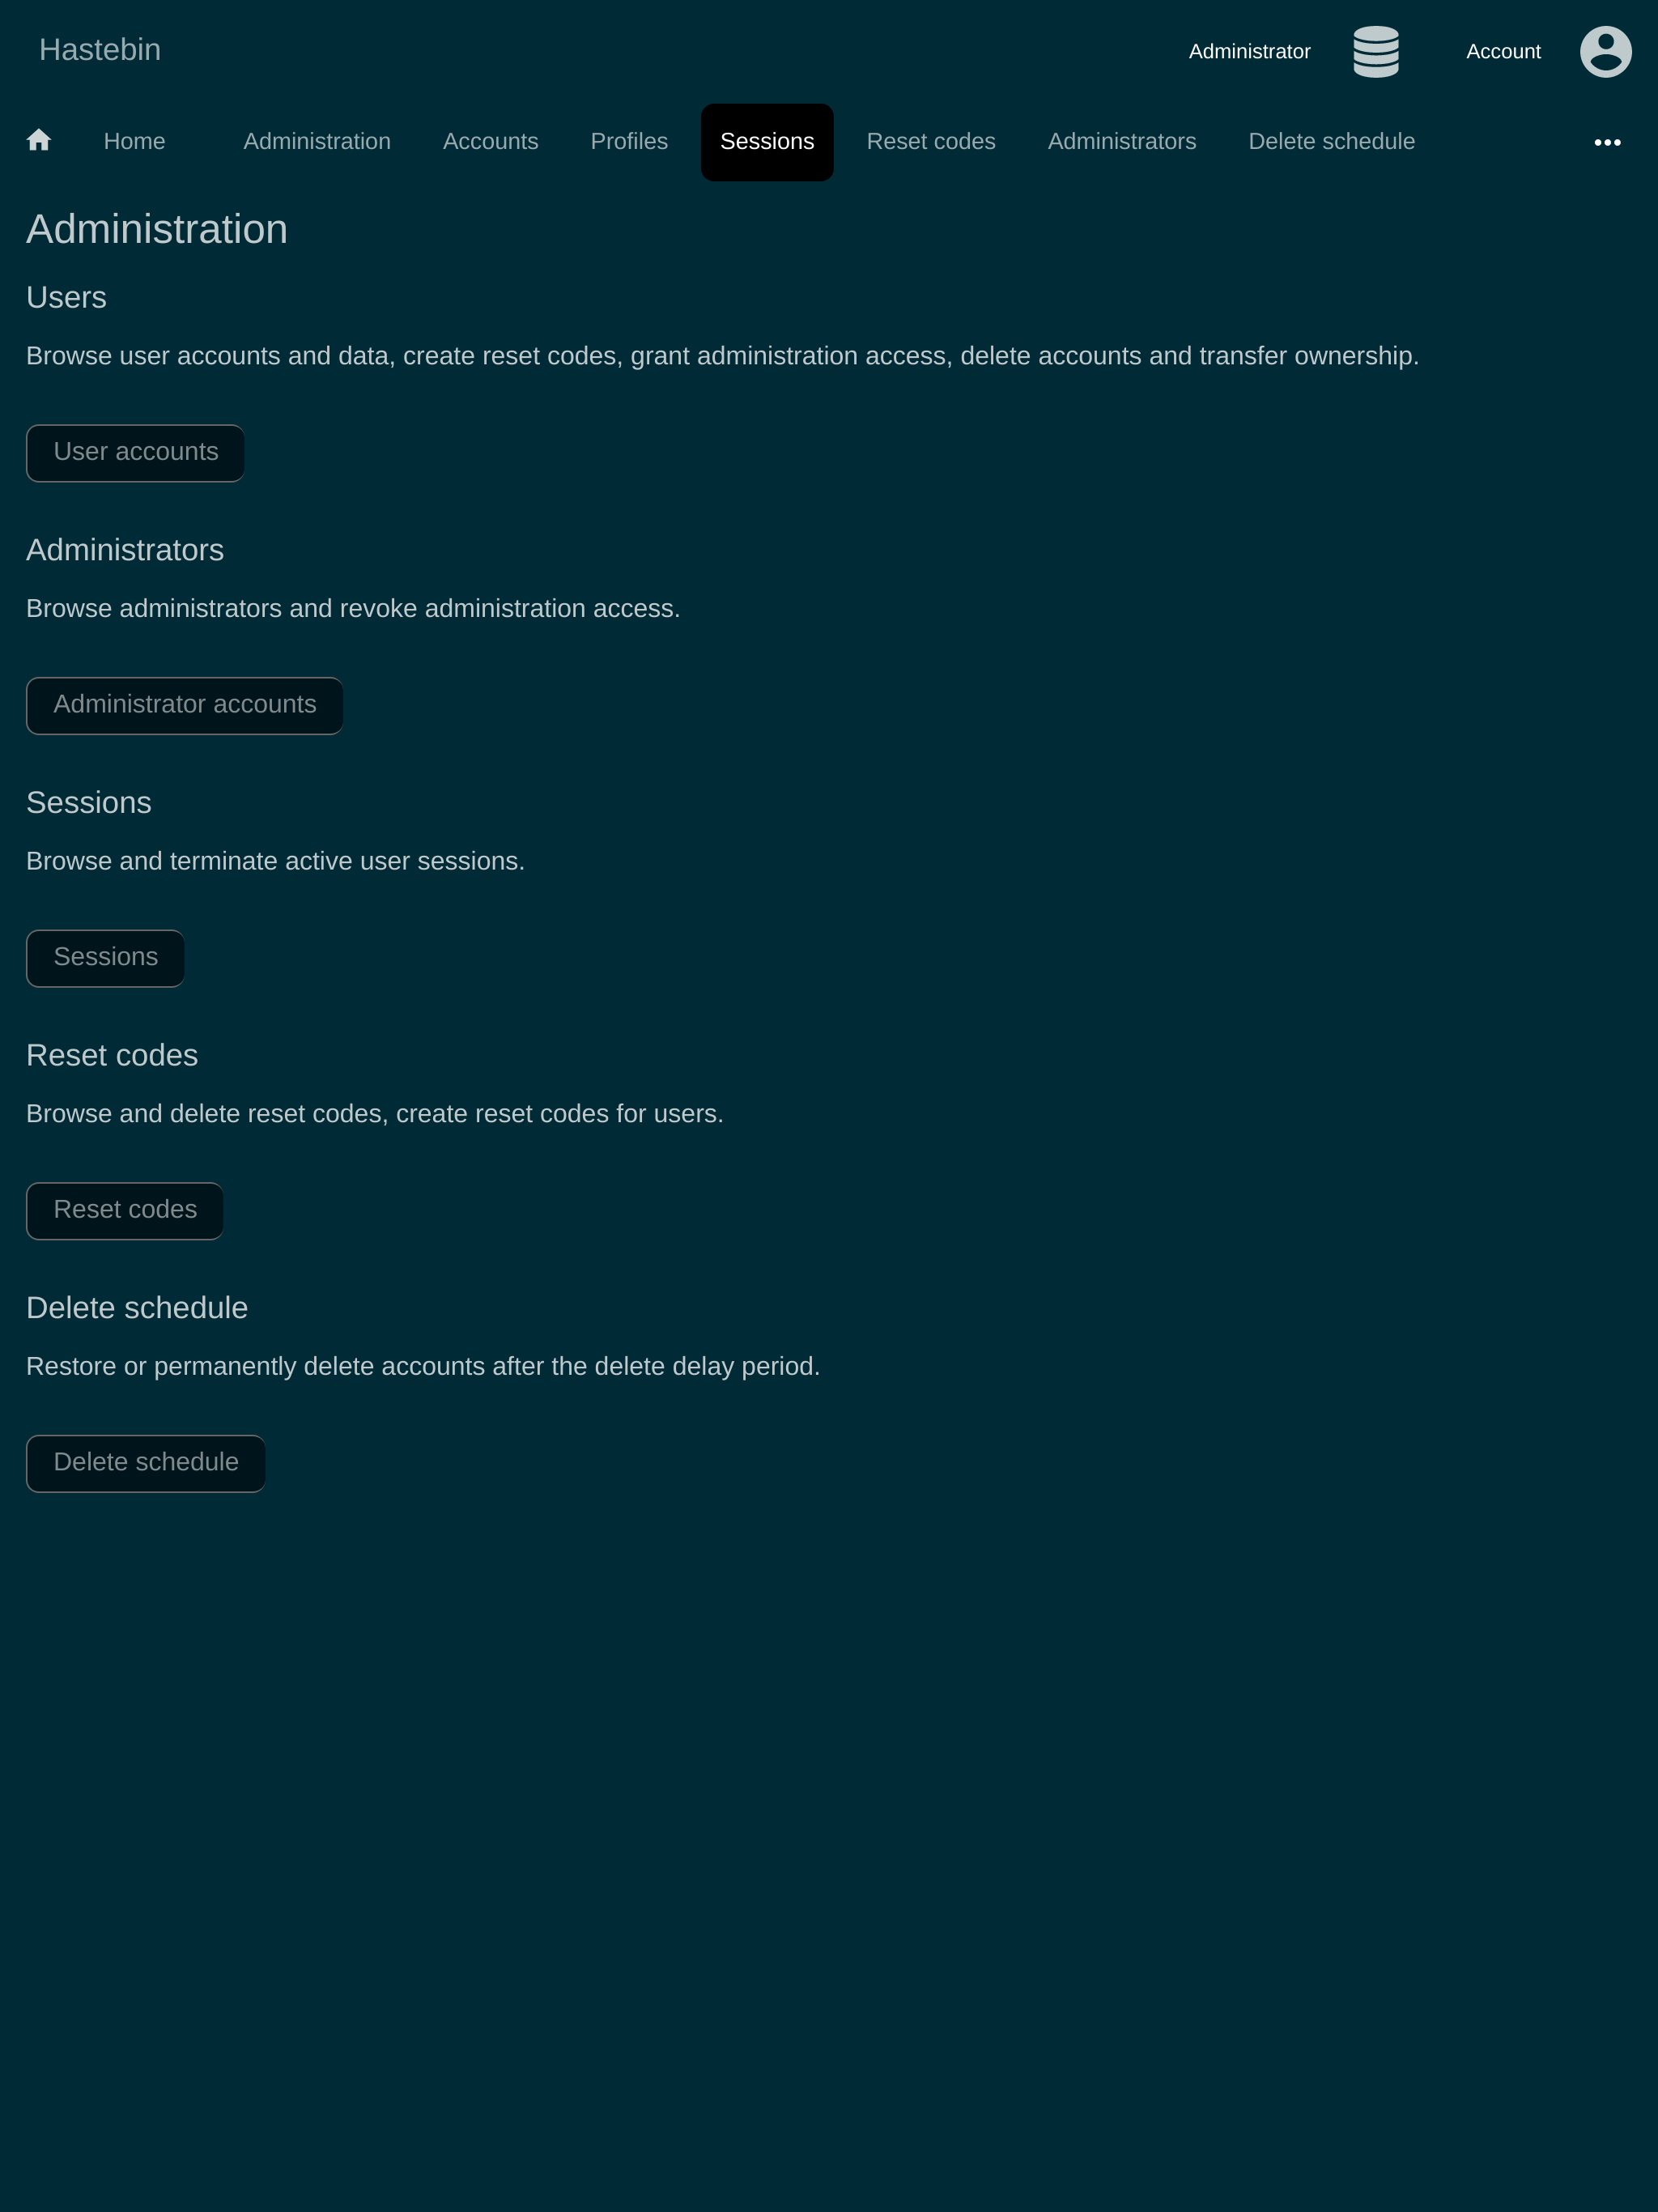 Hastebin
Administrator
Account
Home
Administration
Accounts
Profiles
Sessions
Reset codes
Administrators
Delete schedule
Administration
Users
Browse user accounts and data, create reset codes, grant administration access, delete accounts and transfer ownership.
User accounts
Administrators
Browse administrators and revoke administration access.
Administrator accounts
Sessions
Browse and terminate active user sessions.
Sessions
Reset codes
Browse and delete reset codes, create reset codes for users.
Reset codes
Delete schedule
Restore or permanently delete accounts after the delete delay period.
Delete schedule